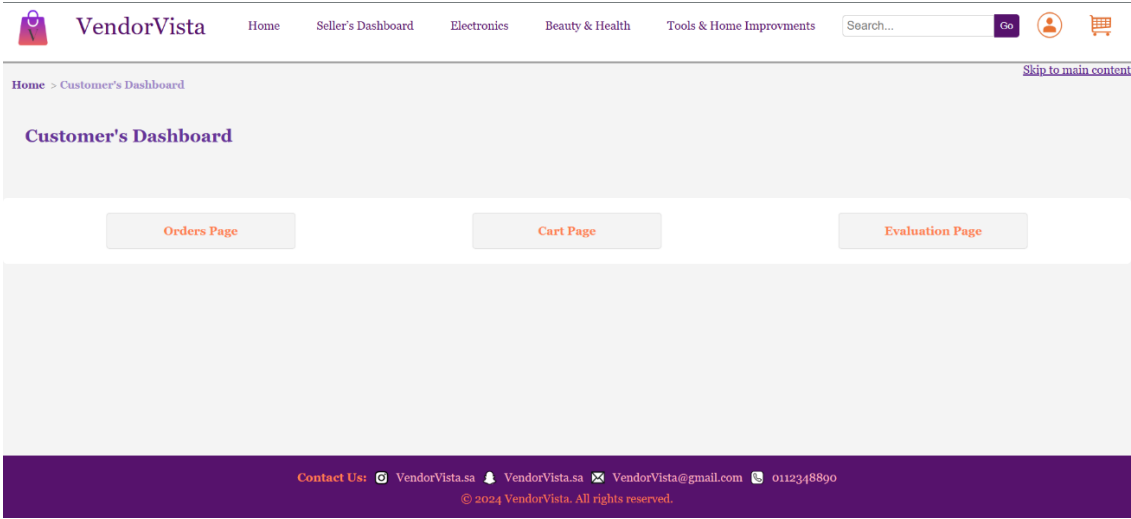 VendorVista Home Seller's Dashboard Electronics Beauty & Health Tools & Home Improvments Search... Go
Skip to main content
Home > Customer's Dashboard
Customer's Dashboard
Orders Page Cart Page Evaluation Page
Contact Us: VendorVista.sa VendorVista.sa VendorVista@gmail.com 0112348890
© 2024 VendorVista. All rights reserved.